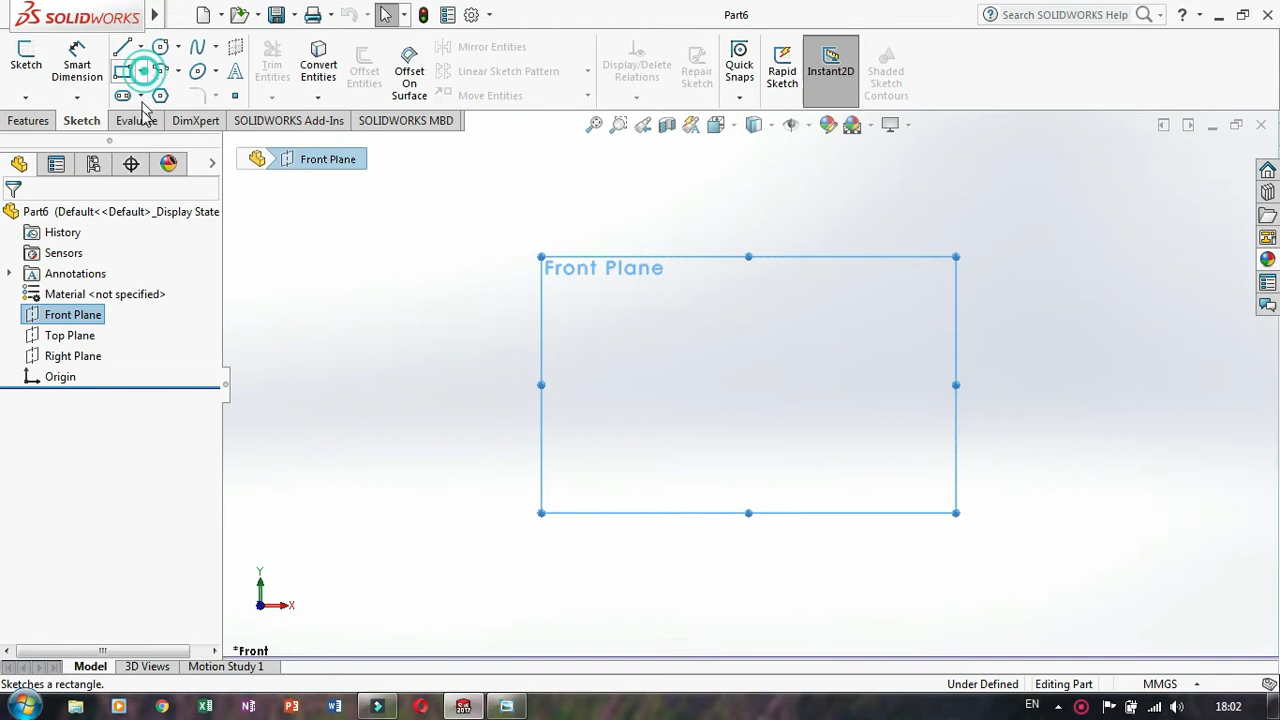 SOLIDWORKS
Part6
Search SOLIDWORKS
Sketch
Smart Dimension
Trim Entities
Convert Entities
Offset Entities
Offset On Surface
Mirror Entities
Linear Sketch Pattern
Move Entities
Display/Delete Relations
Repair Sketch
Quick Snaps
Rapid Sketch
Instant2D
Shaded Sketch Contours
Features
Sketch
Evaluate
DimXpert
SOLIDWORKS Add-Ins
SOLIDWORKS MBD
Front Plane
Part6 (Default<<Default>_Display State
History
Sensors
Annotations
Material <not specified>
Front Plane
Top Plane
Right Plane
Origin
Front Plane
Y
X
*Front
Model
3D Views
Motion Study 1
Sketches a rectangle.
Under Defined
Editing Part
MMGS
EN
18:02